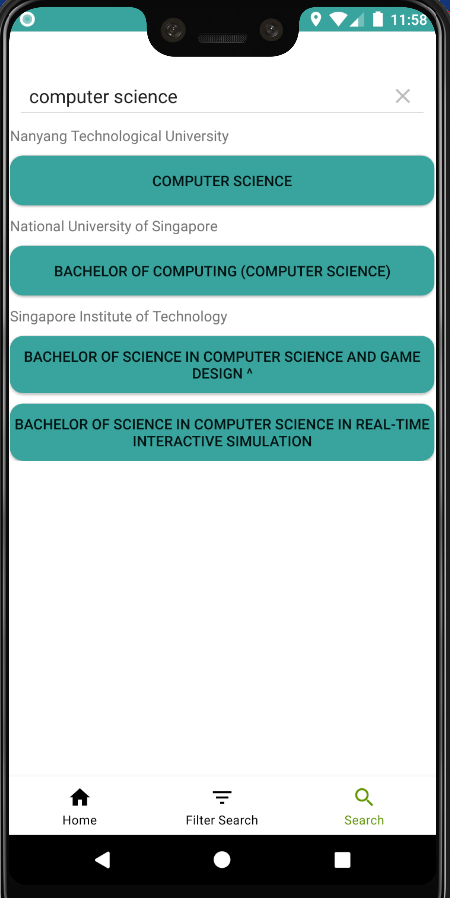 11:58
computer science
Nanyang Technological University
COMPUTER SCIENCE
National University of Singapore
BACHELOR OF COMPUTING (COMPUTER SCIENCE)
Singapore Institute of Technology
BACHELOR OF SCIENCE IN COMPUTER SCIENCE AND GAME
DESIGN ^
BACHELOR OF SCIENCE IN COMPUTER SCIENCE IN REAL-TIME
INTERACTIVE SIMULATION
Home
Filter Search
Search